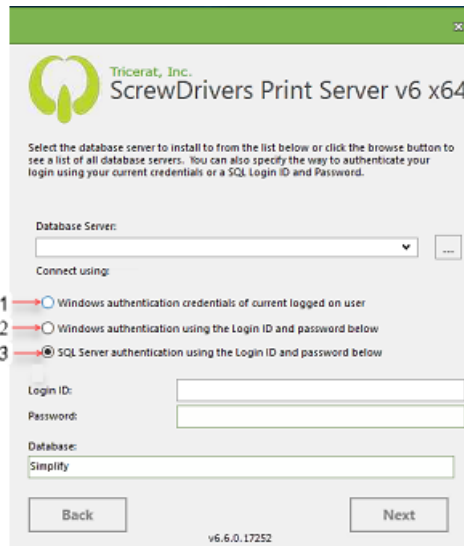 Tricerat, Inc.
ScrewDrivers Print Server v6 x64
Select the database server to install to from the list below or click the browse button to
see a list of all database servers. You can also specify the way to authenticate your
login using your current credentials or a SQL Login ID and Password.
Database Server:
...
Connect using:
1 Windows authentication credentials of current logged on user
2 Windows authentication using the Login ID and password below
3 SQL Server authentication using the Login ID and password below
Login ID:
Password:
Database:
Simplify
Back Next
v6.6.0.17252